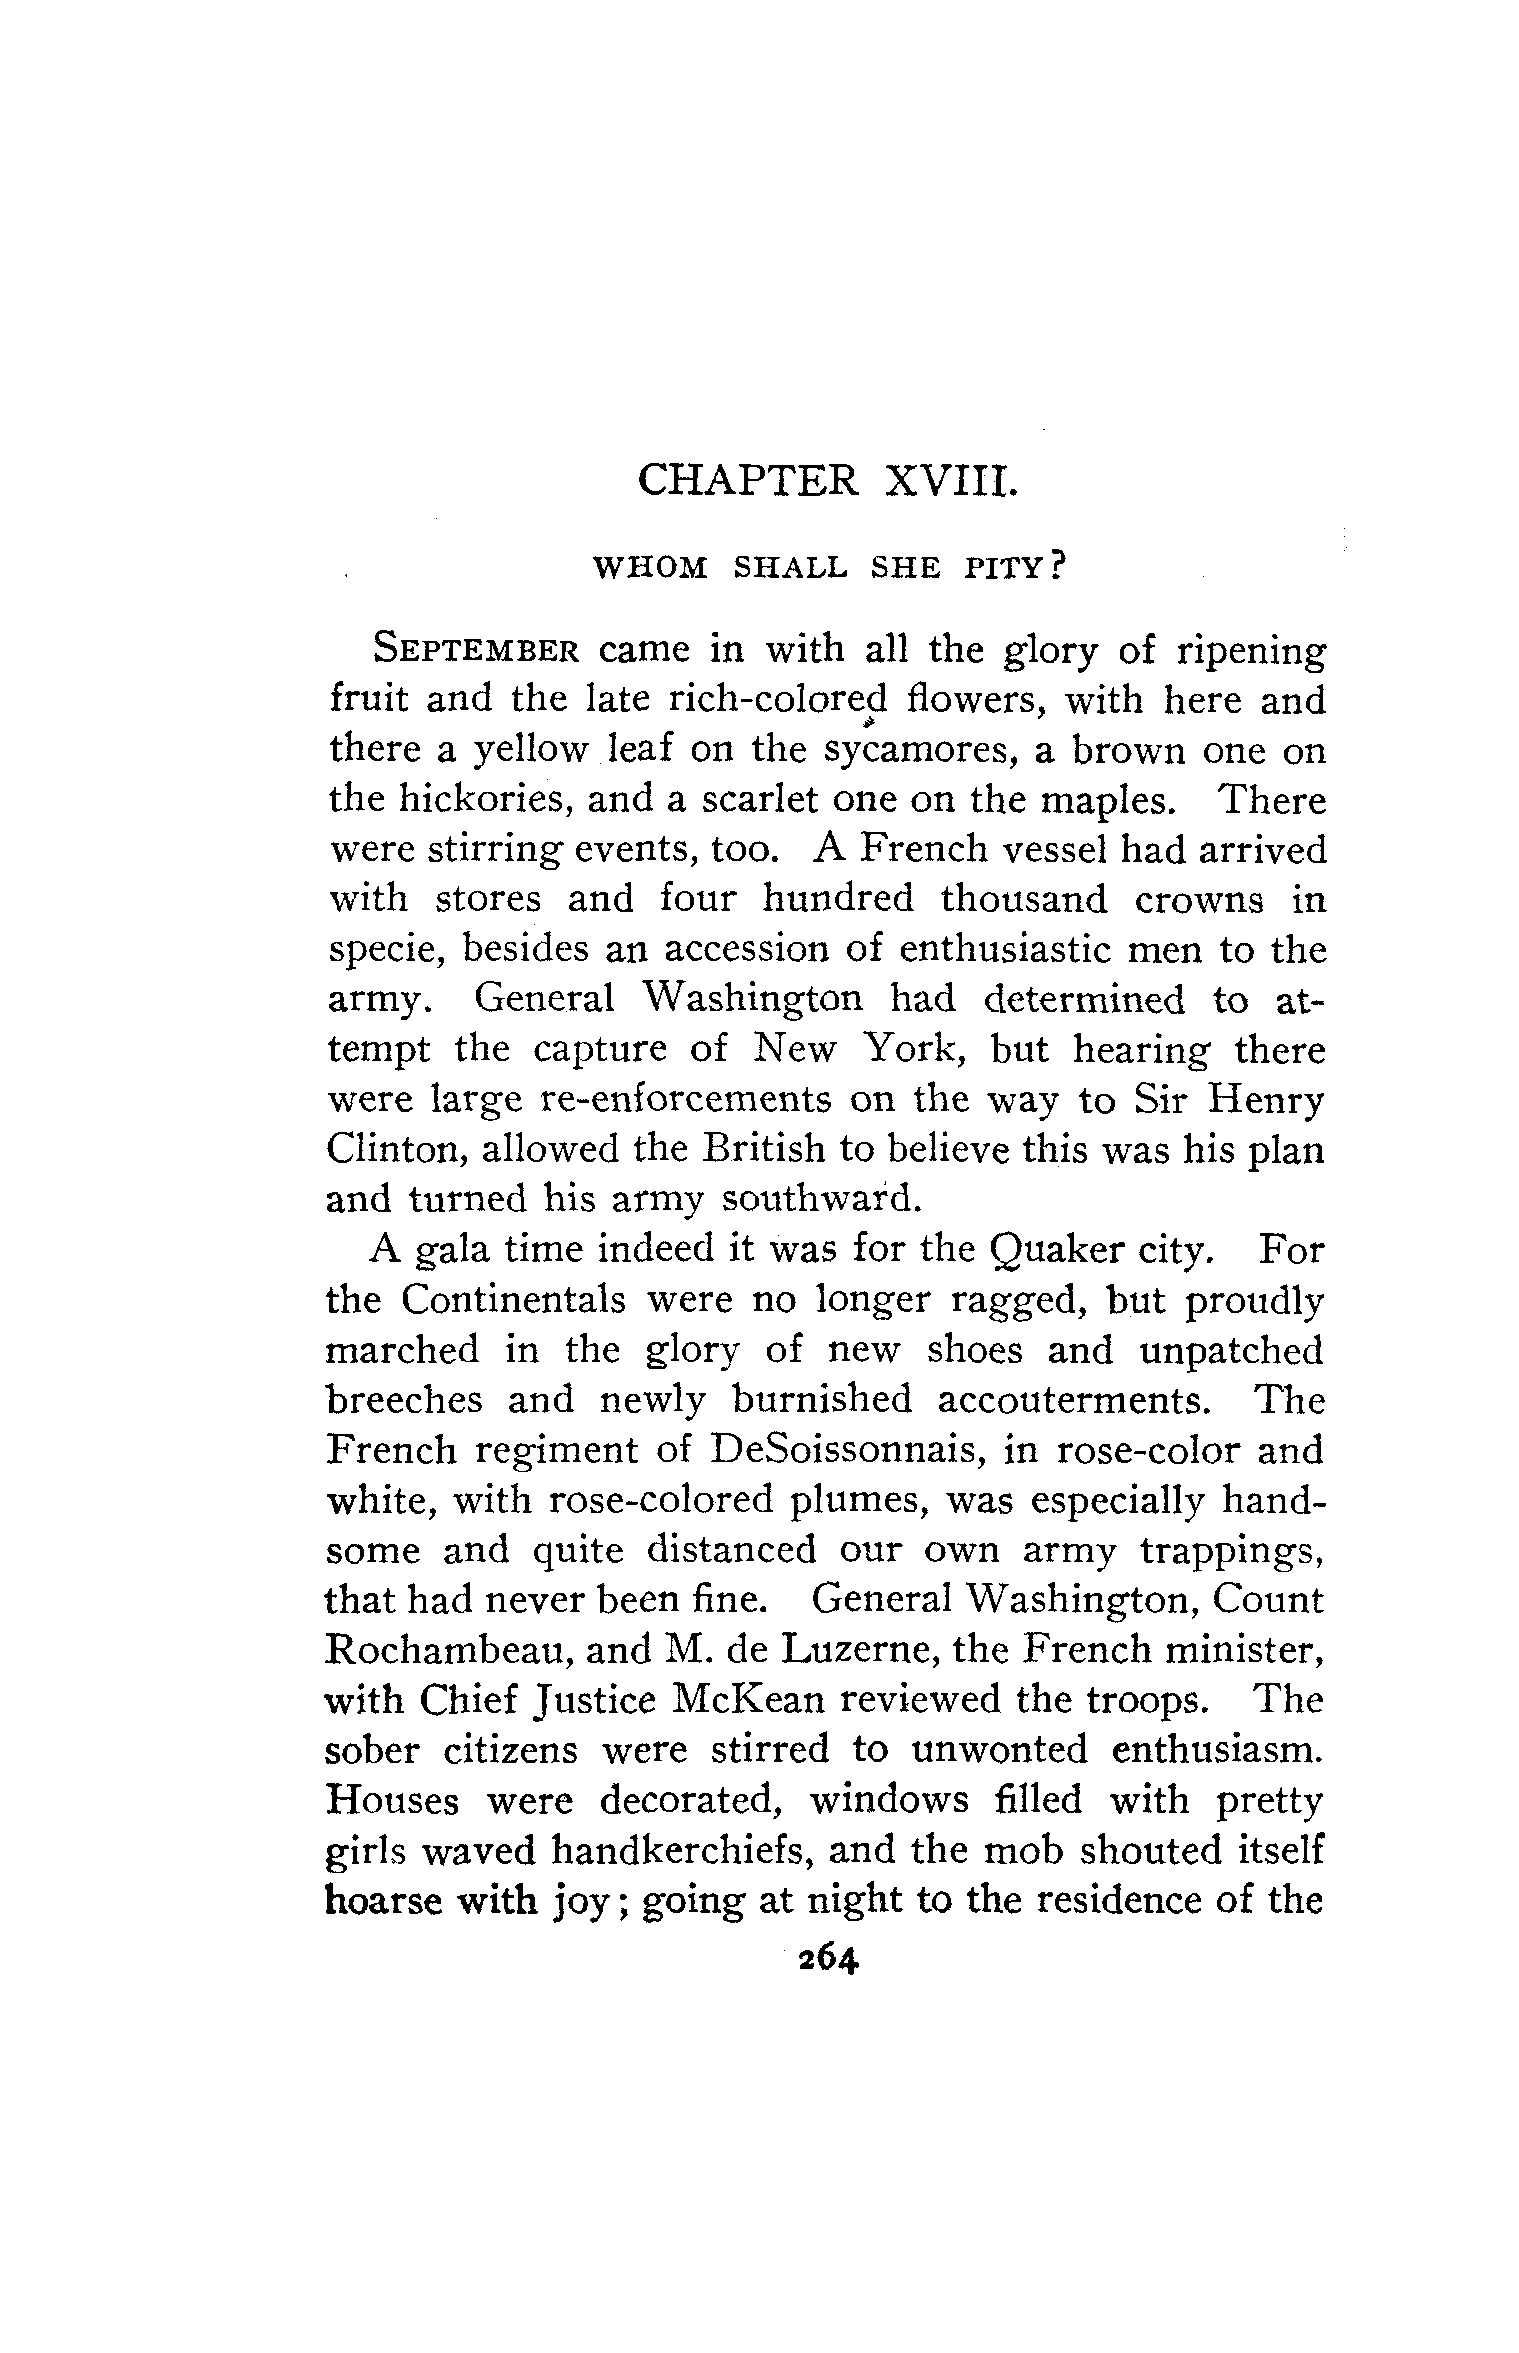 CHAPTER XVIII.
WHOM SHALL SHE PITY?
SEPTEMBER came in with all the glory of ripening
fruit and the late rich-colored flowers, with here and
there a yellow leaf on the sycamores, a brown one on
the hickories, and a scarlet one on the maples. There
were stirring events, too. A French vessel had arrived
with stores and four hundred thousand crowns in
specie, besides an accession of enthusiastic men to the
army. General Washington had determined to at-
tempt the capture of New York, but hearing there
were large re-enforcements on the way to Sir Henry
Clinton, allowed the British to believe this was his plan
and turned his army southward.
A gala time indeed it was for the Quaker city. For
the Continentals were no longer ragged, but proudly
marched in the glory of new shoes and unpatched
breeches and newly burnished accouterments. The
French regiment of DeSoissonnais, in rose-color and
white, with rose-colored plumes, was especially hand-
some and quite distanced our own army trappings,
that had never been fine. General Washington, Count
Rochambeau, and M. de Luzerne, the French minister,
with Chief Justice McKean reviewed the troops. The
sober citizens were stirred to unwonted enthusiasm.
Houses were decorated, windows filled with pretty
girls waved handkerchiefs, and the mob shouted itself
hoarse with joy; going at night to the residence of the
264